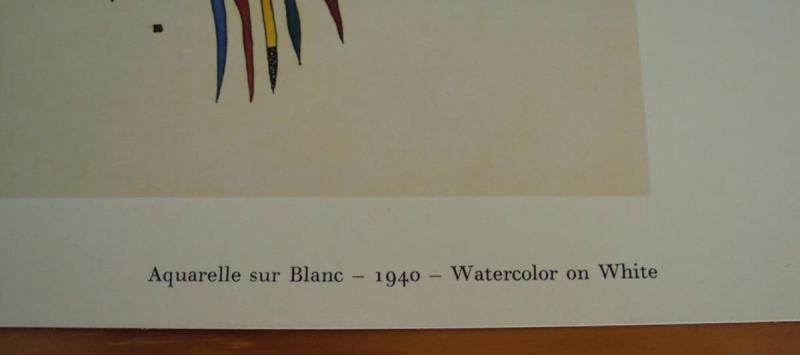 Aquarelle sur Blanc – 1940 – Watercolor on White